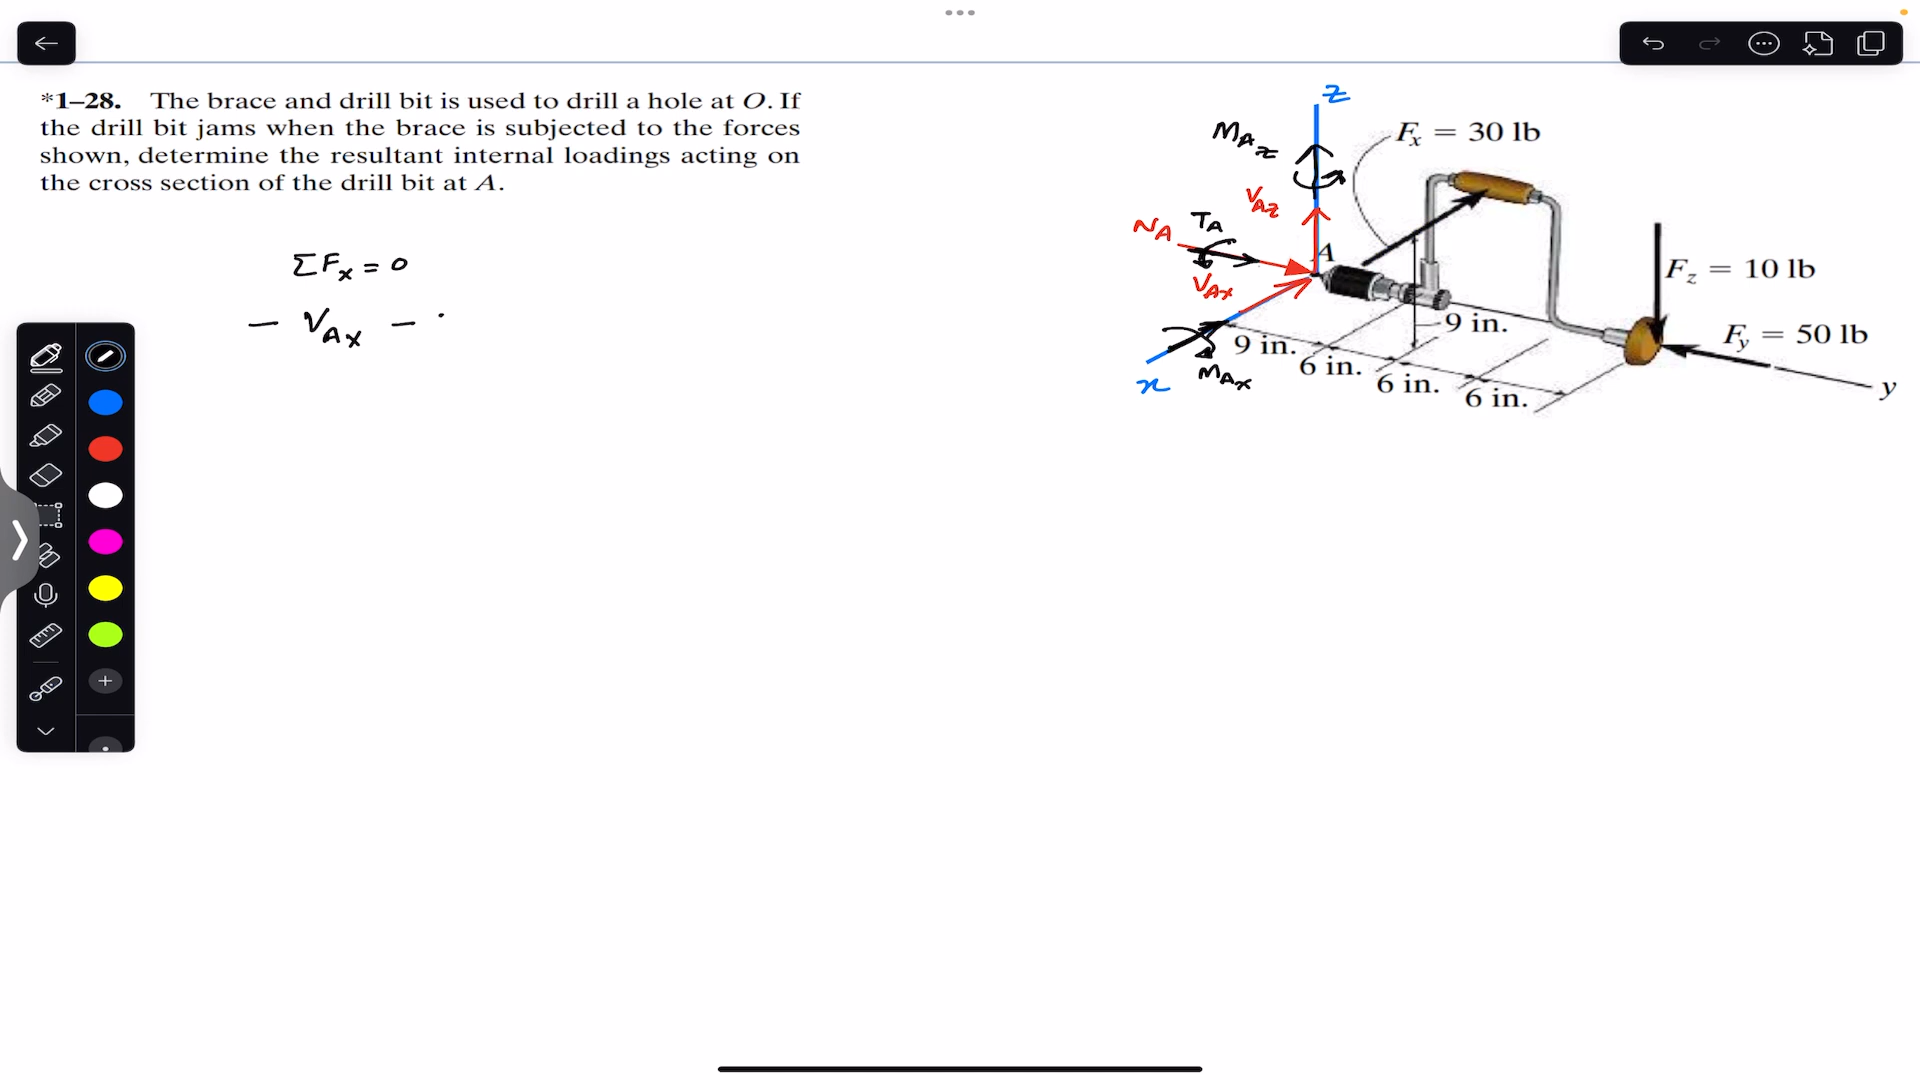 *1–28. The brace and drill bit is used to drill a hole at O. If
the drill bit jams when the brace is subjected to the forces
shown, determine the resultant internal loadings acting on
the cross section of the drill bit at A.
ΣFx = 0
− VAx −
z
MAz
Fx = 30 lb
VAz
NA
TA
A
VAx
Fz = 10 lb
9 in.
Fy = 50 lb
9 in.
6 in.
6 in.
6 in.
x
MAx
y